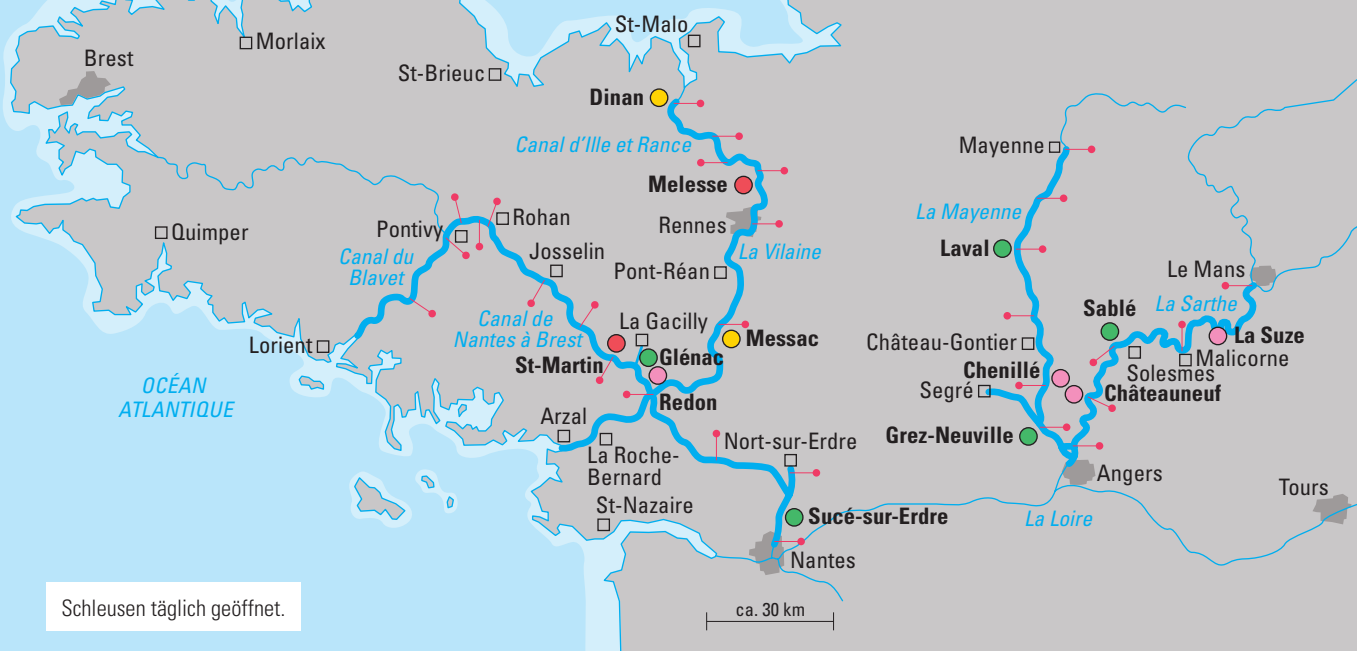 St-Malo
Morlaix
Brest
St-Brieuc
Dinan
Canal d'Ille et Rance
Mayenne
Melesse
La Mayenne
Rohan
Rennes
Quimper
Pontivy
Laval
Josselin
La Vilaine
Canal du
Blavet
Pont-Réan
Le Mans
La Sarthe
Sablé
Canal de
Nantes à Brest
La Gacilly
Messac
La Suze
Lorient
Château-Gontier
Glénac
Malicorne
St-Martin
Solesmes
Chenillé
OCÉAN
ATLANTIQUE
Segré
Châteauneuf
Redon
Arzal
Grez-Neuville
Nort-sur-Erdre
La Roche-
Bernard
Angers
Tours
St-Nazaire
Sucé-sur-Erdre
La Loire
Nantes
Schleusen täglich geöffnet.
ca. 30 km